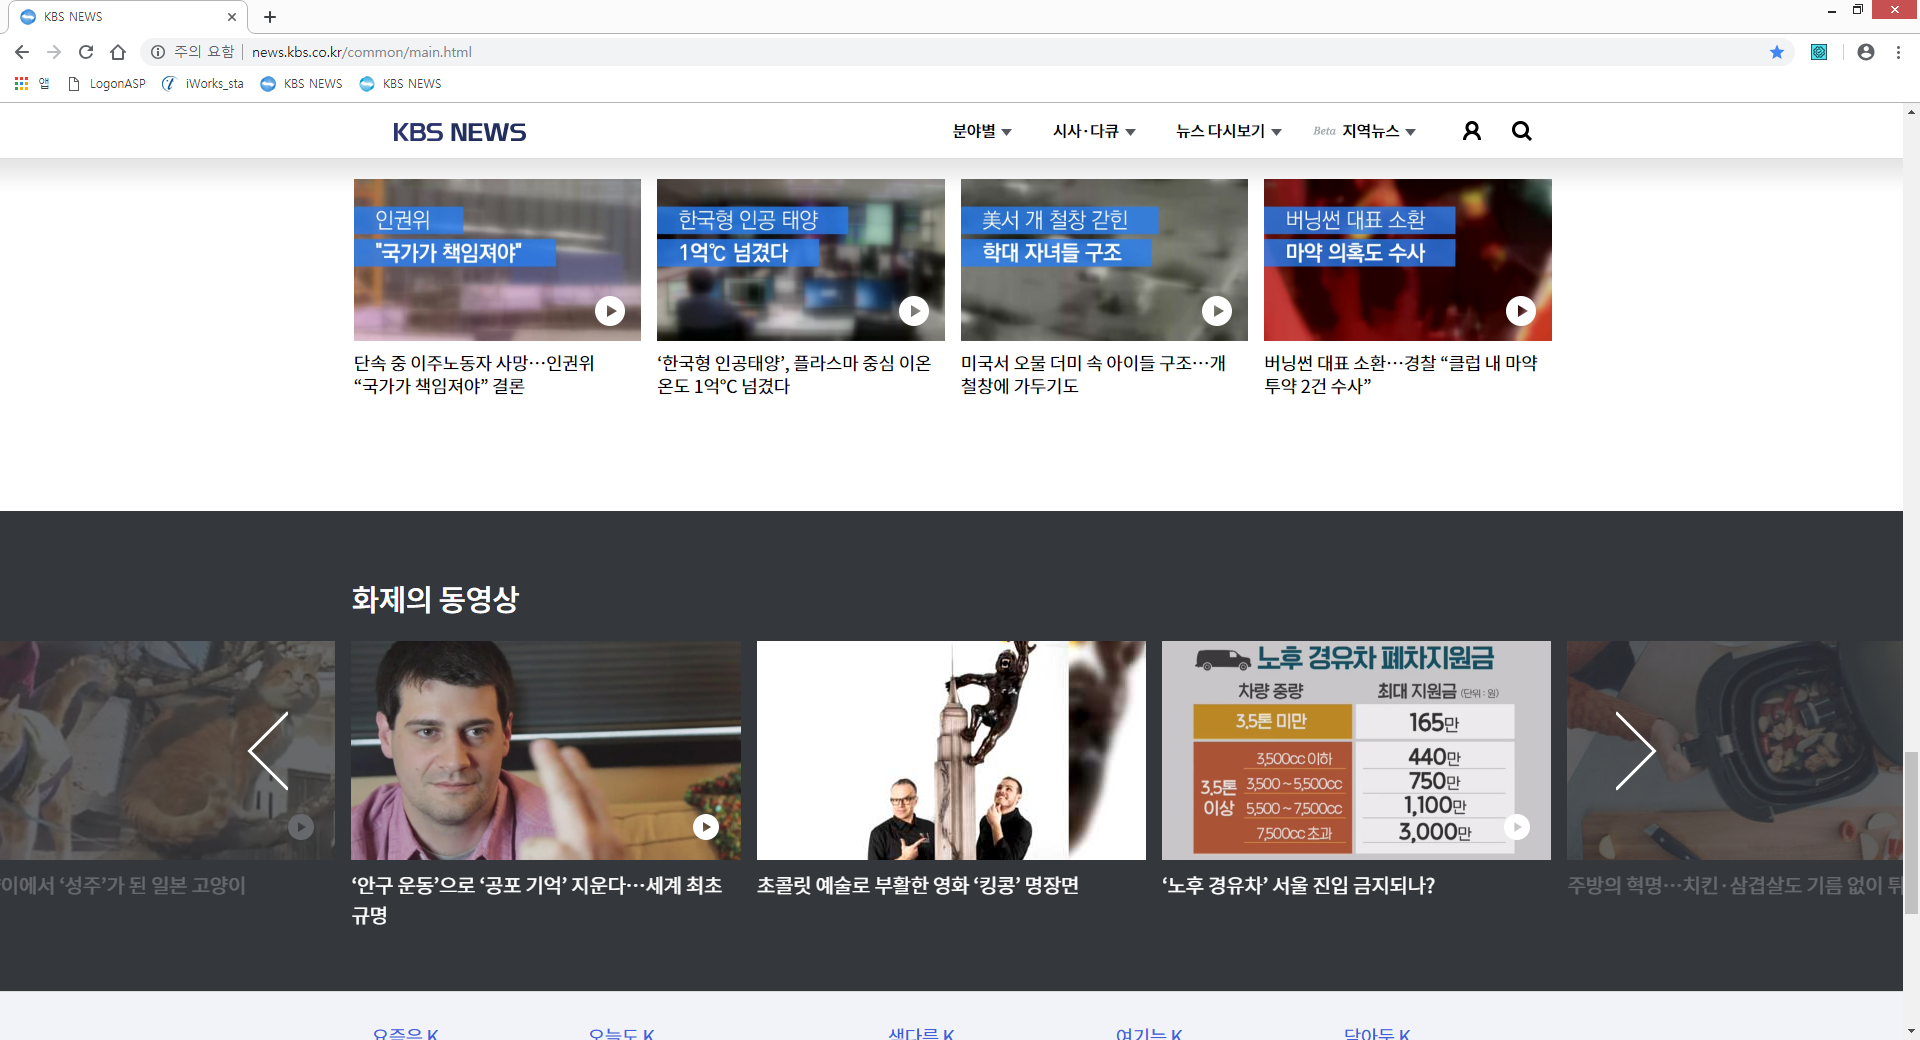 KBS NEWS
주의 요함
news.kbs.co.kr/common/main.html
앱
LogonASP
iWorks_sta
KBS NEWS
KBS NEWS
KBS NEWS
분야별
시사·다큐
뉴스 다시보기
Beta 지역뉴스
인권위
"국가가 책임져야"
한국형 인공 태양
1억℃ 넘겼다
美서 개 철창 갇힌
학대 자녀들 구조
버닝썬 대표 소환
마약 의혹도 수사
단속 중 이주노동자 사망…인권위
“국가가 책임져야” 결론
‘한국형 인공태양’, 플라스마 중심 이온
온도 1억℃ 넘겼다
미국서 오물 더미 속 아이들 구조…개
철창에 가두기도
버닝썬 대표 소환…경찰 “클럽 내 마약
투약 2건 수사”
화제의 동영상
노후 경유차 폐차지원금
차량 중량 최대 지원금 (단위 : 원)
3.5톤 미만 165만
3.5톤 이상
3,500cc 이하 440만
3,500 ~ 5,500cc 750만
5,500 ~ 7,500cc 1,100만
7,500cc 초과 3,000만
이에서 ‘성주’가 된 일본 고양이
‘안구 운동’으로 ‘공포 기억’ 지운다…세계 최초
규명
초콜릿 예술로 부활한 영화 ‘킹콩’ 명장면
‘노후 경유차’ 서울 진입 금지되나?
주방의 혁명…치킨·삼겹살도 기름 없이 튀
요즘은 K
오늘도 K
색다른 K
여기는 K
담아둔 K